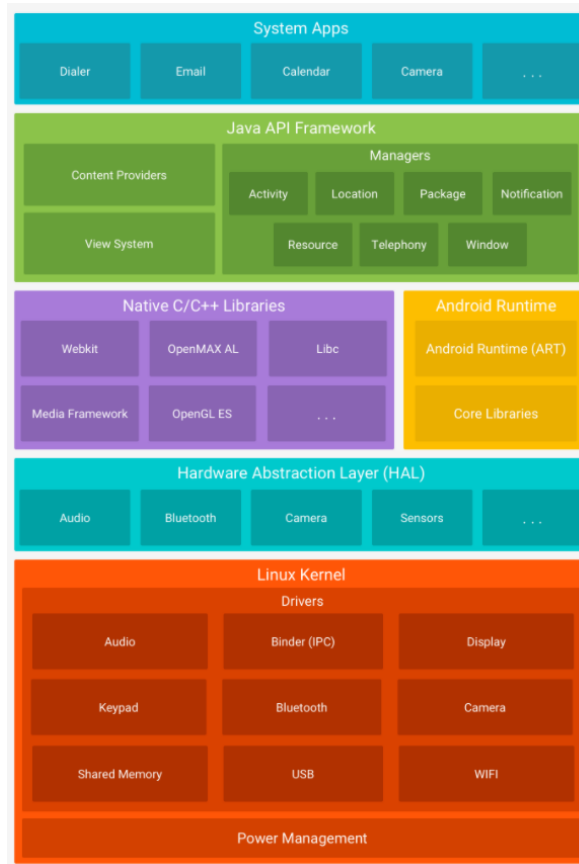 System Apps
Dialer
Email
Calendar
Camera
. . .
Java API Framework
Content Providers
View System
Managers
Activity
Location
Package
Notification
Resource
Telephony
Window
Native C/C++ Libraries
Webkit
OpenMAX AL
Libc
Media Framework
OpenGL ES
. . .
Android Runtime
Android Runtime (ART)
Core Libraries
Hardware Abstraction Layer (HAL)
Audio
Bluetooth
Camera
Sensors
. . .
Linux Kernel
Drivers
Audio
Binder (IPC)
Display
Keypad
Bluetooth
Camera
Shared Memory
USB
WIFI
Power Management